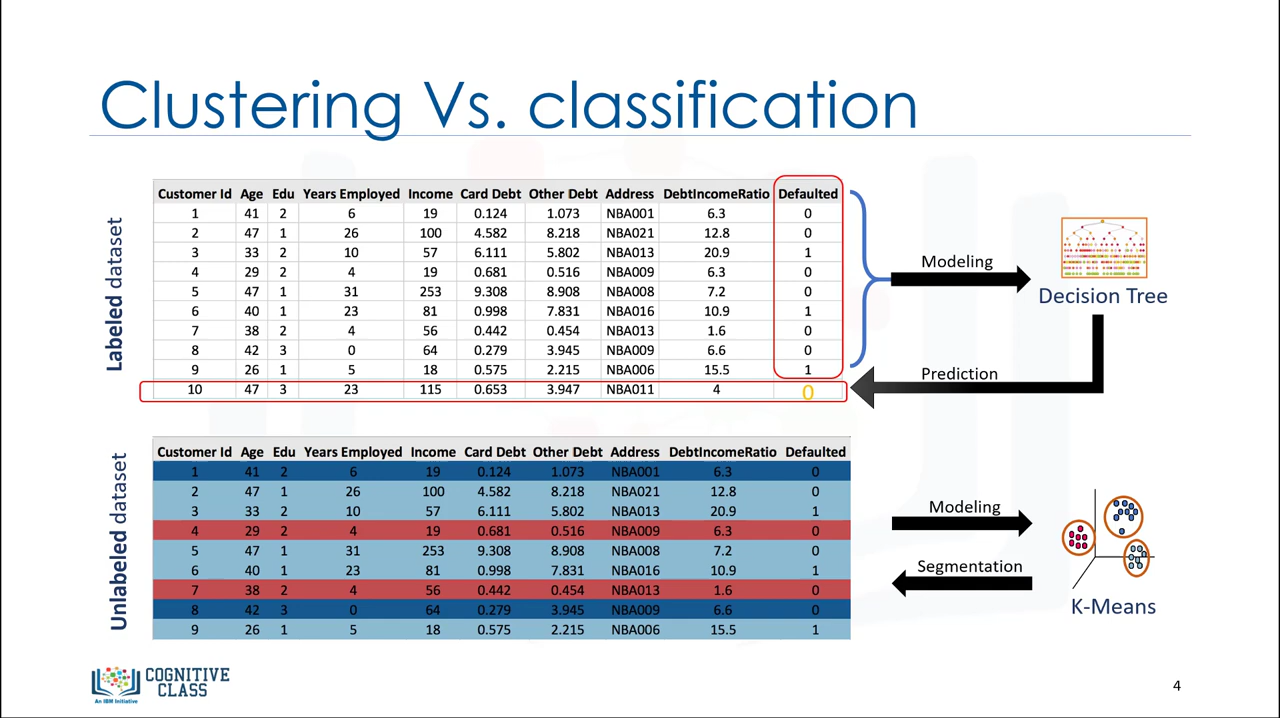 Clustering Vs. classification
Labeled dataset
Customer Id Age Edu Years Employed Income Card Debt Other Debt Address DebtIncomeRatio Defaulted
1 41 2 6 19 0.124 1.073 NBA001 6.3 0
2 47 1 26 100 4.582 8.218 NBA021 12.8 0
3 33 2 10 57 6.111 5.802 NBA013 20.9 1
4 29 2 4 19 0.681 0.516 NBA009 6.3 0
5 47 1 31 253 9.308 8.908 NBA008 7.2 0
6 40 1 23 81 0.998 7.831 NBA016 10.9 1
7 38 2 4 56 0.442 0.454 NBA013 1.6 0
8 42 3 0 64 0.279 3.945 NBA009 6.6 0
9 26 1 5 18 0.575 2.215 NBA006 15.5 1
10 47 3 23 115 0.653 3.947 NBA011 4 0
Modeling
Decision Tree
Prediction
Unlabeled dataset
Customer Id Age Edu Years Employed Income Card Debt Other Debt Address DebtIncomeRatio Defaulted
1 41 2 6 19 0.124 1.073 NBA001 6.3 0
2 47 1 26 100 4.582 8.218 NBA021 12.8 0
3 33 2 10 57 6.111 5.802 NBA013 20.9 1
4 29 2 4 19 0.681 0.516 NBA009 6.3 0
5 47 1 31 253 9.308 8.908 NBA008 7.2 0
6 40 1 23 81 0.998 7.831 NBA016 10.9 1
7 38 2 4 56 0.442 0.454 NBA013 1.6 0
8 42 3 0 64 0.279 3.945 NBA009 6.6 0
9 26 1 5 18 0.575 2.215 NBA006 15.5 1
Modeling
Segmentation
K-Means
COGNITIVE
CLASS
An IBM Initiative
4